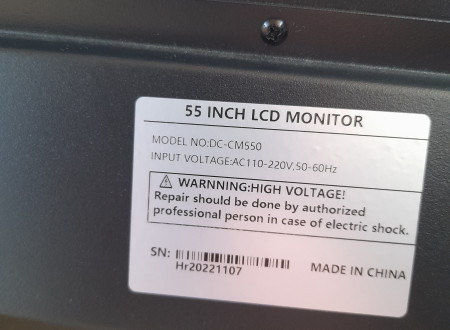 55 INCH LCD MONITOR
MODEL NO:DC-CM550
INPUT VOLTAGE:AC110-220V,50-60Hz
⚠ WARNNING:HIGH VOLTAGE!
Repair should be done by authorized
professional person in case of electric shock.
SN:
Hr20221107
MADE IN CHINA